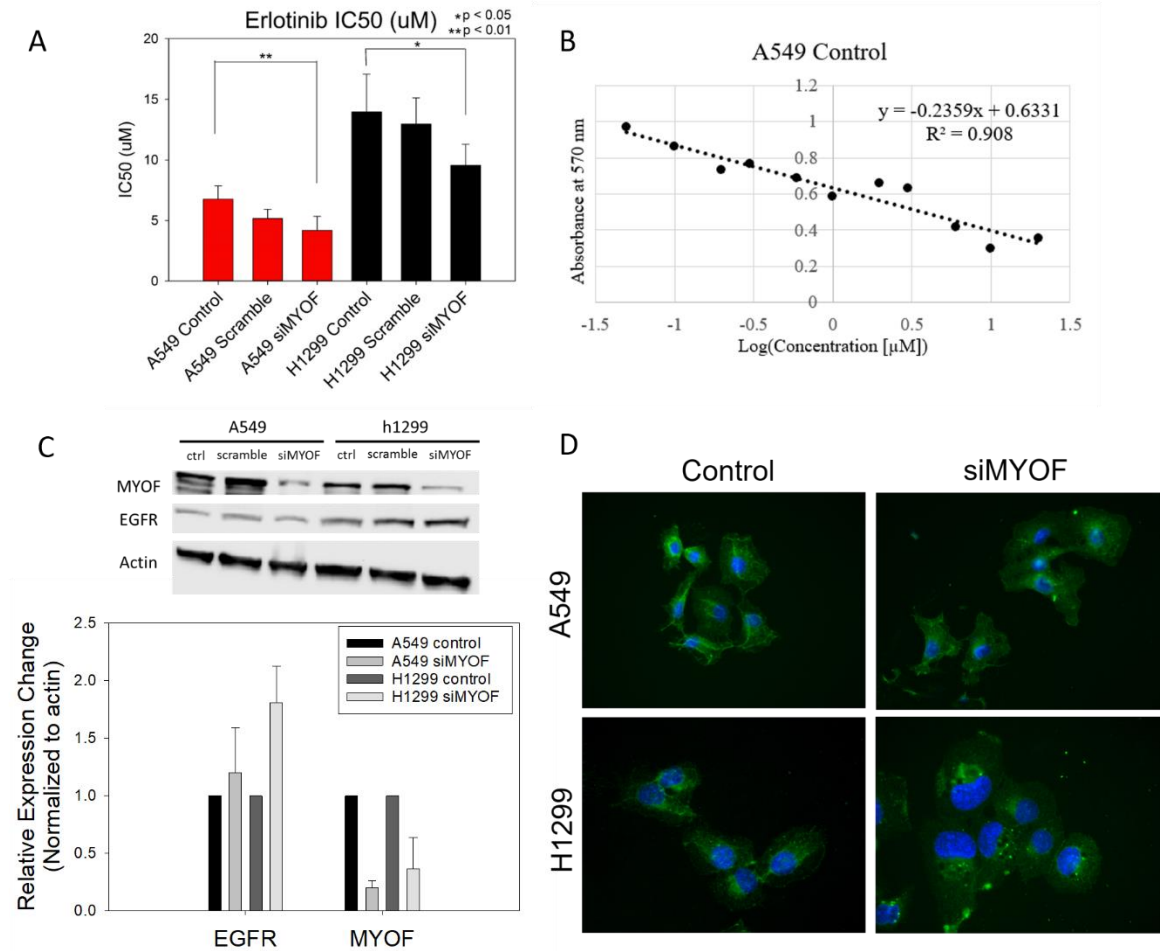 A
Erlotinib IC50 (uM)
*p < 0.05
**p < 0.01
20
15
10
5
0
IC50 (uM)
**
*
A549 Control
A549 Scramble
A549 siMYOF
H1299 Control
H1299 Scramble
H1299 siMYOF
B
A549 Control
y = -0.2359x + 0.6331
R² = 0.908
1.2
1
0.8
0.6
0.4
0.2
0
Absorbance at 570 nm
-1.5 -1 -0.5 0 0.5 1 1.5
Log(Concentration [µM])
C
A549 h1299
ctrl scramble siMYOF ctrl scramble siMYOF
MYOF
EGFR
Actin
Relative Expression Change
(Normalized to actin)
2.5
2.0
1.5
1.0
0.5
0.0
A549 control
A549 siMYOF
H1299 control
H1299 siMYOF
EGFR MYOF
D
Control siMYOF
A549
H1299